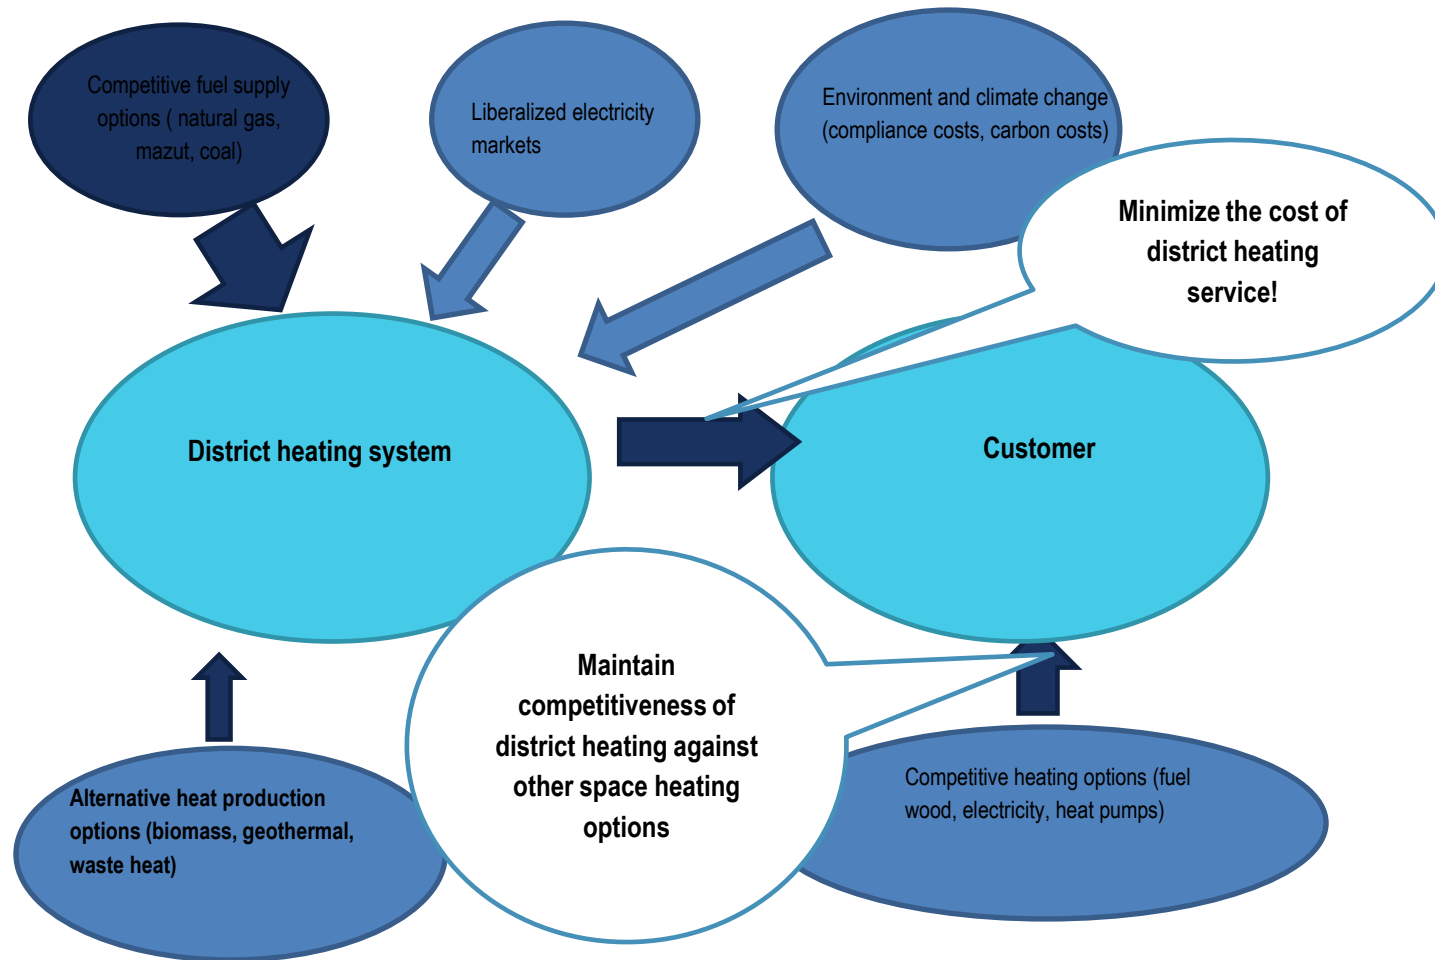 Competitive fuel supply
options ( natural gas,
mazut, coal)
Liberalized electricity
markets
Environment and climate change
(compliance costs, carbon costs)
Minimize the cost of
district heating
service!
District heating system
Customer
Maintain
competitiveness of
district heating against
other space heating
options
Alternative heat production
options (biomass, geothermal,
waste heat)
Competitive heating options (fuel
wood, electricity, heat pumps)